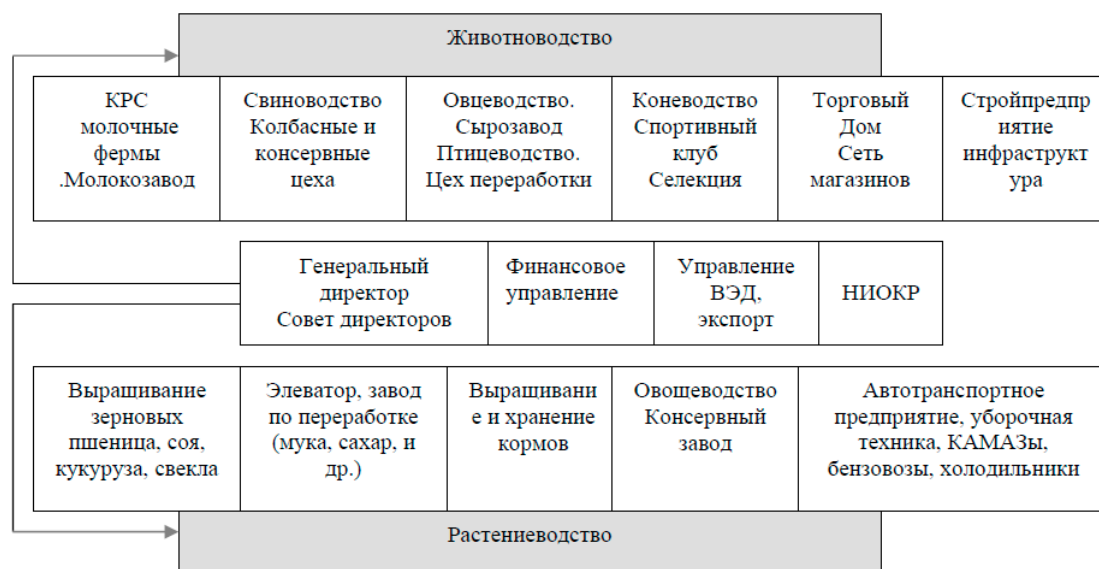 Животноводство
КРС
молочные
фермы
.Молокозавод
Свиноводство
Колбасные и
консервные
цеха
Овцеводство.
Сырозавод
Птицеводство.
Цех переработки
Коневодство
Спортивный
клуб
Селекция
Торговый
Дом
Сеть
магазинов
Стройпредпр
иятие
инфраструкт
ура
Генеральный
директор
Совет директоров
Финансовое
управление
Управление
ВЭД,
экспорт
НИОКР
Выращивание
зерновых
пшеница, соя,
кукуруза, свекла
Элеватор, завод
по переработке
(мука, сахар, и
др.)
Выращивани
е и хранение
кормов
Овощеводство
Консервный
завод
Автотранспортное
предприятие, уборочная
техника, КАМАЗы,
бензовозы, холодильники
Растениеводство